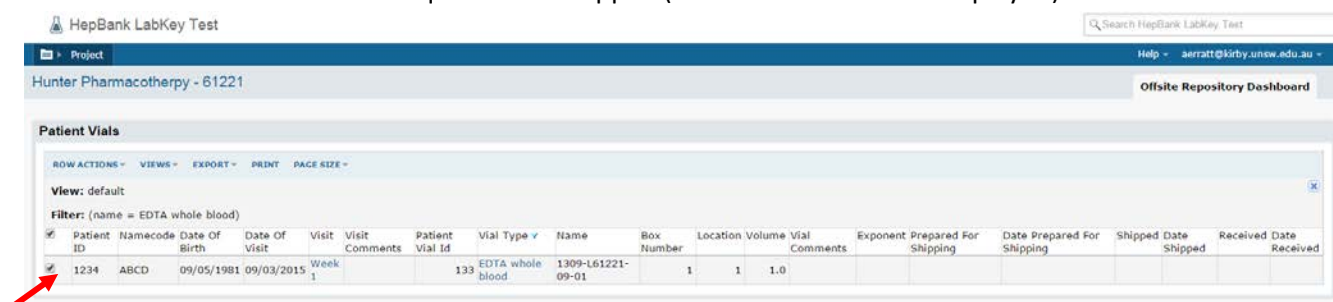 HepBank LabKey Test
Search HepBank LabKey Test
Project
Help aerratt@kirby.unsw.edu.au
Hunter Pharmacotherpy - 61221
Offsite Repository Dashboard
Patient Vials
ROW ACTIONS VIEWS EXPORT PRINT PAGE SIZE
View: default
Filter: (name = EDTA whole blood)
Patient ID Namecode Date Of Birth Date Of Visit Visit Visit Comments Patient Vial Id Vial Type Name Box Number Location Volume Vial Comments Exponent Prepared For Shipping Date Prepared For Shipping Shipped Date Shipped Received Date Received
1234 ABCD 09/05/1981 09/03/2015 Week 1 133 EDTA whole blood 1309-L61221-09-01 1 1 1.0